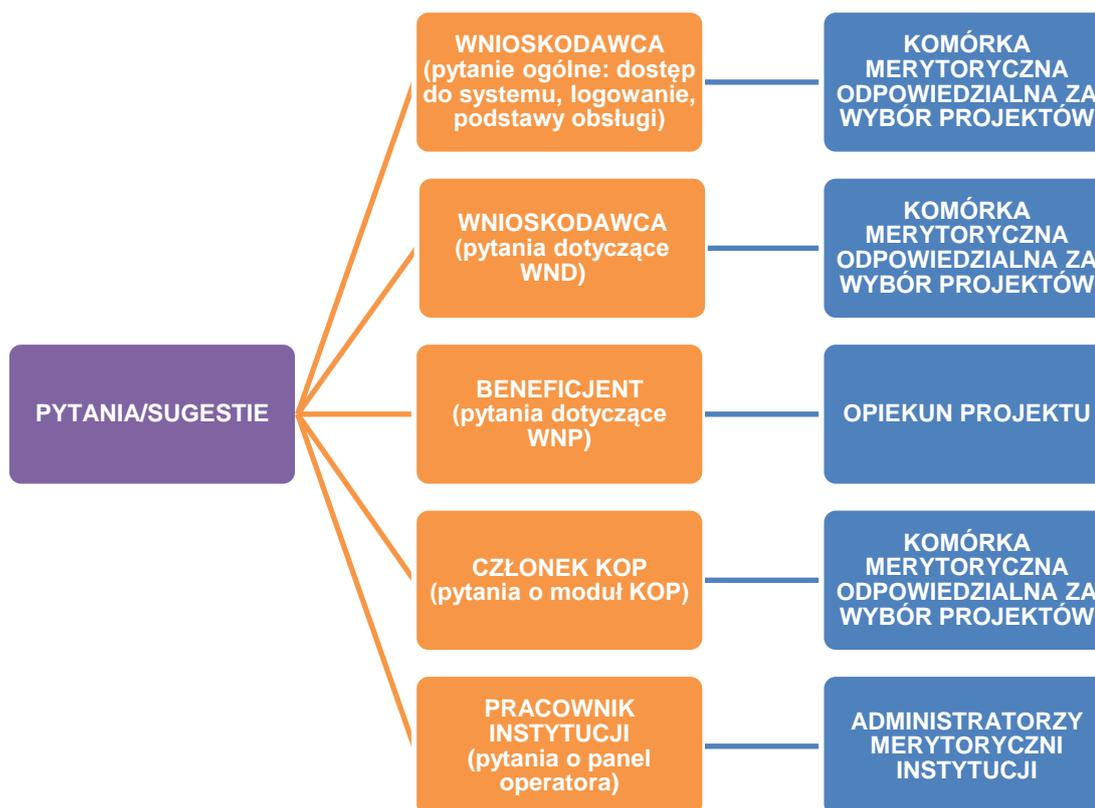 PYTANIA/SUGESTIE
WNIOSKODAWCA
(pytanie ogólne: dostęp
do systemu, logowanie,
podstawy obsługi)
KOMÓRKA
MERYTORYCZNA
ODPOWIEDZIALNA ZA
WYBÓR PROJEKTÓW
WNIOSKODAWCA
(pytania dotyczące
WND)
KOMÓRKA
MERYTORYCZNA
ODPOWIEDZIALNA ZA
WYBÓR PROJEKTÓW
BENEFICJENT
(pytania dotyczące
WNP)
OPIEKUN PROJEKTU
CZŁONEK KOP
(pytania o moduł KOP)
KOMÓRKA
MERYTORYCZNA
ODPOWIEDZIALNA ZA
WYBÓR PROJEKTÓW
PRACOWNIK
INSTYTUCJI
(pytania o panel
operatora)
ADMINISTRATORZY
MERYTORYCZNI
INSTYTUCJI